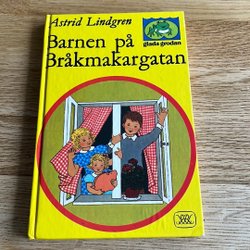 Astrid Lindgren
glada grodan
Barnen på
Bråkmakargatan